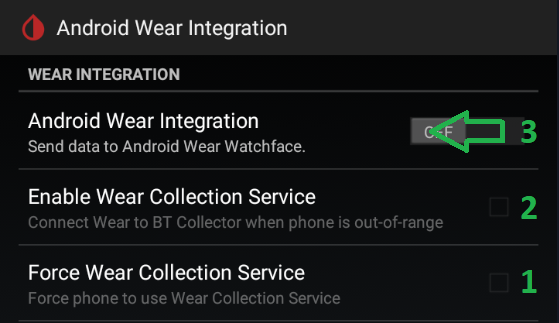 Android Wear Integration
WEAR INTEGRATION
Android Wear Integration
Send data to Android Wear Watchface.
OFF
3
Enable Wear Collection Service
Connect Wear to BT Collector when phone is out-of-range
2
Force Wear Collection Service
Force phone to use Wear Collection Service
1